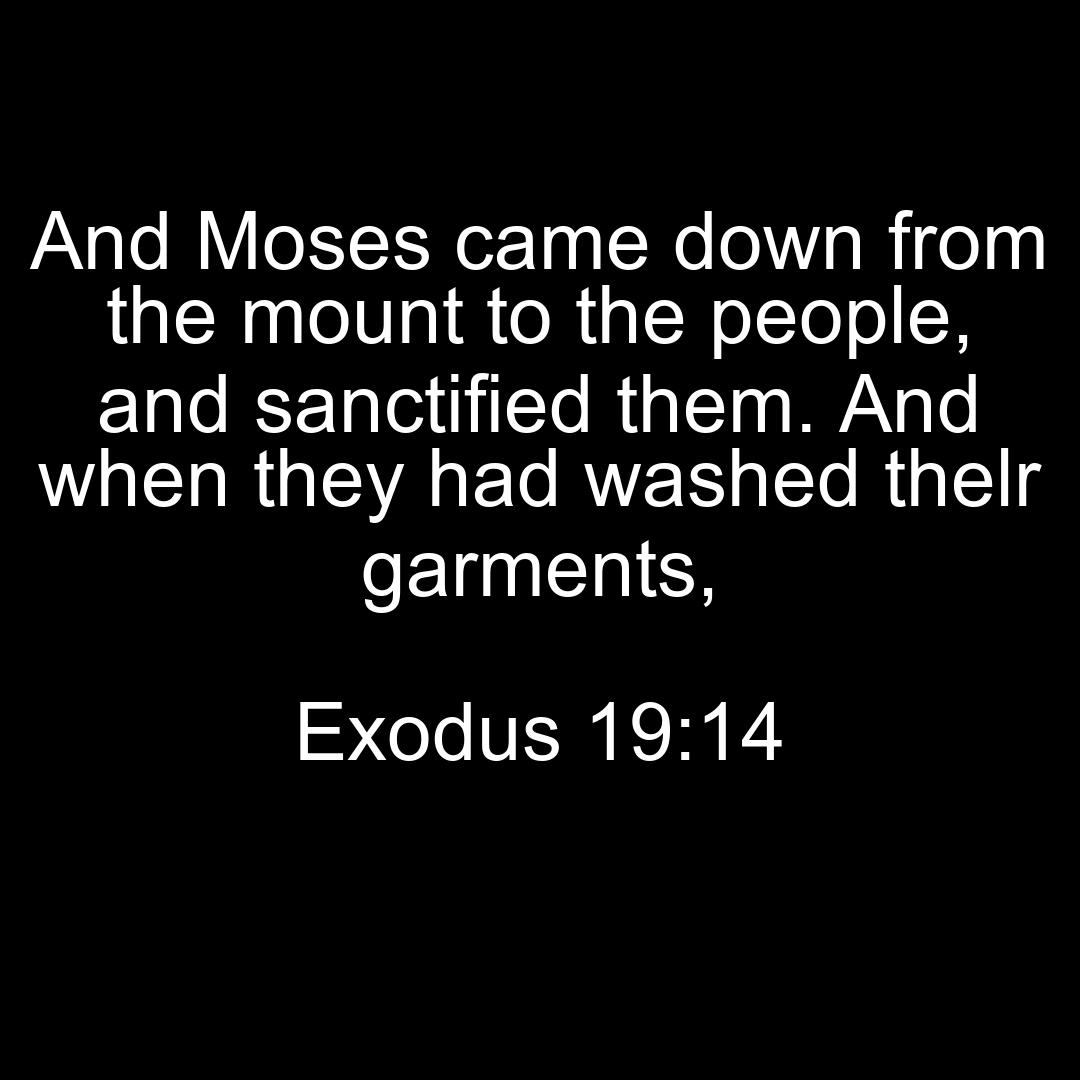 And Moses came down from
the mount to the people,
and sanctified them. And
when they had washed thelr
garments,
Exodus 19:14